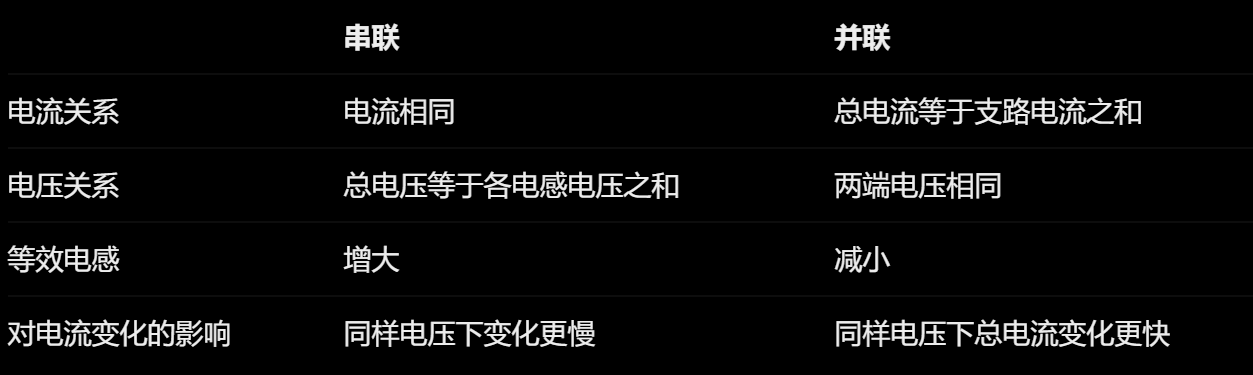 串联 并联
电流关系 电流相同 总电流等于支路电流之和
电压关系 总电压等于各电感电压之和 两端电压相同
等效电感 增大 减小
对电流变化的影响 同样电压下变化更慢 同样电压下总电流变化更快